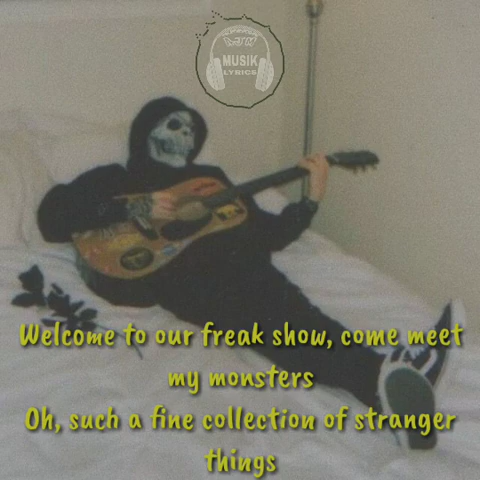 MUSIK
LYRICS
Welcome to our freak show, come meet
my monsters
Oh, such a fine collection of stranger
things